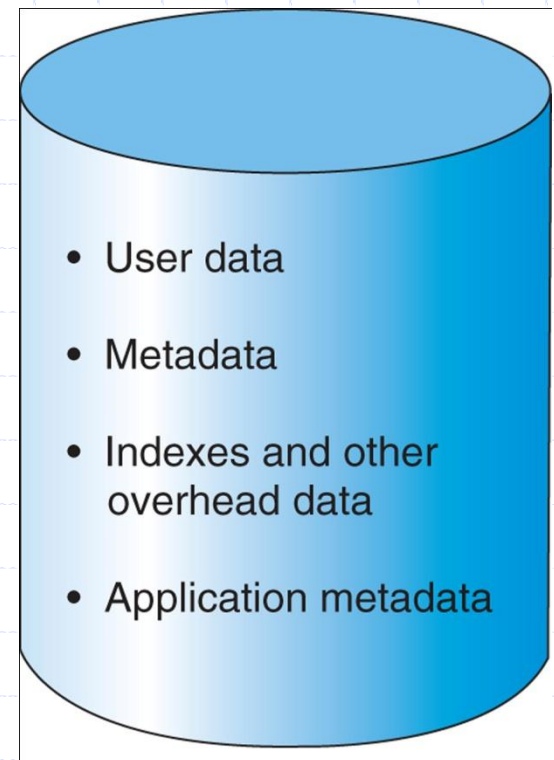 • User data
• Metadata
• Indexes and other
overhead data
• Application metadata